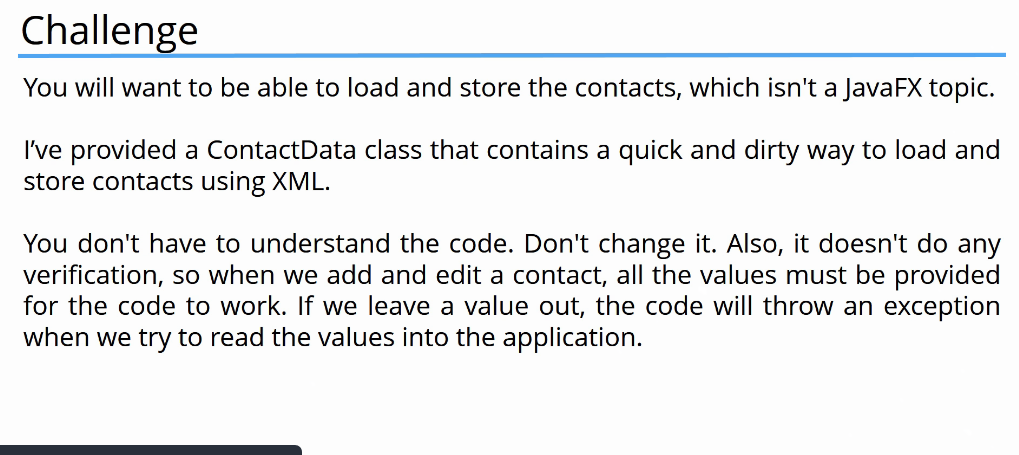 Challenge
You will want to be able to load and store the contacts, which isn't a JavaFX topic.
I’ve provided a ContactData class that contains a quick and dirty way to load and
store contacts using XML.
You don't have to understand the code. Don't change it. Also, it doesn't do any
verification, so when we add and edit a contact, all the values must be provided
for the code to work. If we leave a value out, the code will throw an exception
when we try to read the values into the application.